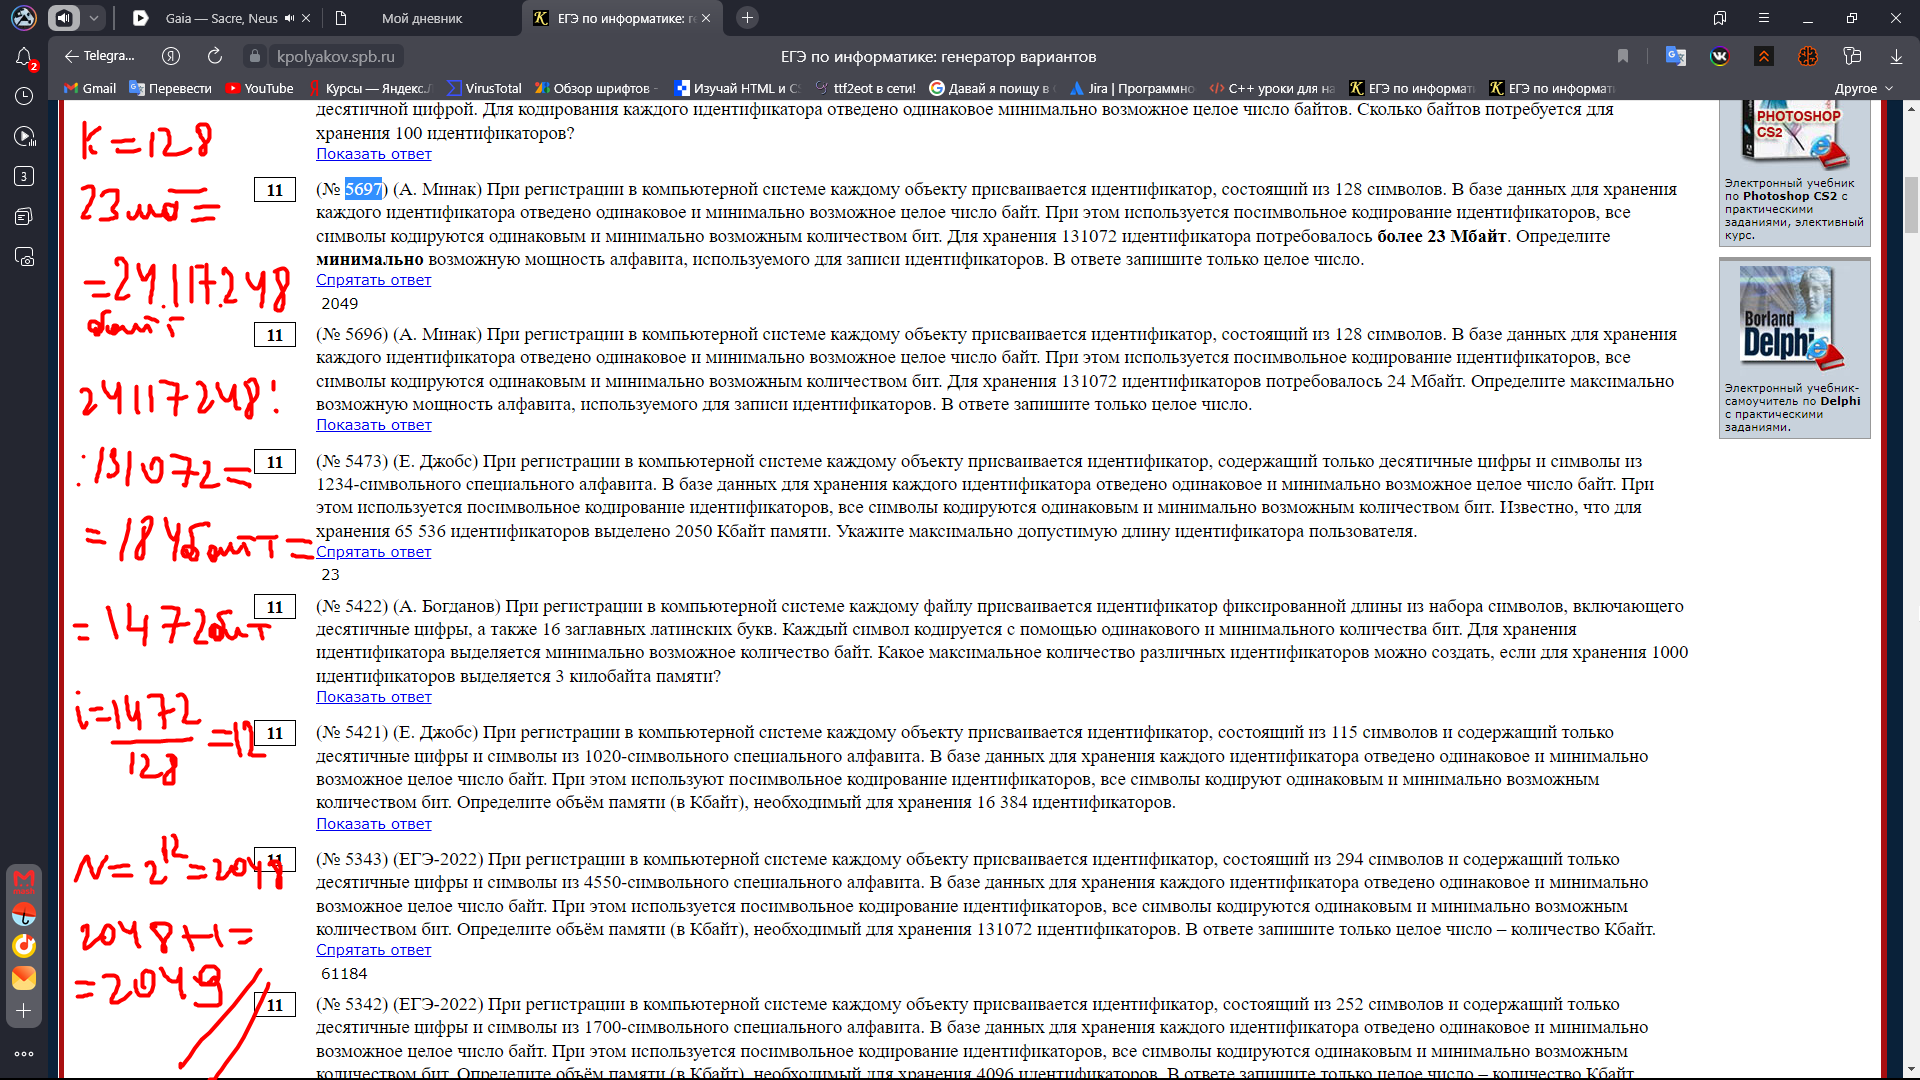 Gaia — Sacre, Neus
Мой дневник
ЕГЭ по информатике: ге
2
Telegra...
kpolyakov.spb.ru
ЕГЭ по информатике: генератор вариантов
Gmail
Перевести
YouTube
Курсы — Яндекс.
VirusTotal
Обзор шрифтов -
Изучай HTML и C
ttf2eot в сети!
Давай я поищу в
Jira | Программно
C++ уроки для на
ЕГЭ по информат
ЕГЭ по информат
Другое
3
десятичной цифрой. Для кодирования каждого идентификатора отведено одинаковое минимально возможное целое число байтов. Сколько байтов потребуется для
хранения 100 идентификаторов?
Показать ответ
11
(№ 5697) (А. Минак) При регистрации в компьютерной системе каждому объекту присваивается идентификатор, состоящий из 128 символов. В базе данных для хранения
каждого идентификатора отведено одинаковое и минимально возможное целое число байт. При этом используется посимвольное кодирование идентификаторов, все
символы кодируются одинаковым и минимально возможным количеством бит. Для хранения 131072 идентификатора потребовалось более 23 Мбайт. Определите
минимально возможную мощность алфавита, используемого для записи идентификаторов. В ответе запишите только целое число.
Спрятать ответ
2049
11
(№ 5696) (А. Минак) При регистрации в компьютерной системе каждому объекту присваивается идентификатор, состоящий из 128 символов. В базе данных для хранения
каждого идентификатора отведено одинаковое и минимально возможное целое число байт. При этом используется посимвольное кодирование идентификаторов, все
символы кодируются одинаковым и минимально возможным количеством бит. Для хранения 131072 идентификаторов потребовалось 24 Мбайт. Определите максимально
возможную мощность алфавита, используемого для записи идентификаторов. В ответе запишите только целое число.
Показать ответ
11
(№ 5473) (Е. Джобс) При регистрации в компьютерной системе каждому объекту присваивается идентификатор, содержащий только десятичные цифры и символы из
1234-символьного специального алфавита. В базе данных для хранения каждого идентификатора отведено одинаковое и минимально возможное целое число байт. При
этом используется посимвольное кодирование идентификаторов, все символы кодируются одинаковым и минимально возможным количеством бит. Известно, что для
хранения 65 536 идентификаторов выделено 2050 Кбайт памяти. Укажите максимально допустимую длину идентификатора пользователя.
Спрятать ответ
23
11
(№ 5422) (А. Богданов) При регистрации в компьютерной системе каждому файлу присваивается идентификатор фиксированной длины из набора символов, включающего
десятичные цифры, а также 16 заглавных латинских букв. Каждый символ кодируется с помощью одинакового и минимального количества бит. Для хранения
идентификатора выделяется минимально возможное количество байт. Какое максимальное количество различных идентификаторов можно создать, если для хранения 1000
идентификаторов выделяется 3 килобайта памяти?
Показать ответ
11
(№ 5421) (Е. Джобс) При регистрации в компьютерной системе каждому объекту присваивается идентификатор, состоящий из 115 символов и содержащий только
десятичные цифры и символы из 1020-символьного специального алфавита. В базе данных для хранения каждого идентификатора отведено одинаковое и минимально
возможное целое число байт. При этом используют посимвольное кодирование идентификаторов, все символы кодируют одинаковым и минимально возможным
количеством бит. Определите объём памяти (в Кбайт), необходимый для хранения 16 384 идентификаторов.
Показать ответ
11
(№ 5343) (ЕГЭ-2022) При регистрации в компьютерной системе каждому объекту присваивается идентификатор, состоящий из 294 символов и содержащий только
десятичные цифры и символы из 4550-символьного специального алфавита. В базе данных для хранения каждого идентификатора отведено одинаковое и минимально
возможное целое число байт. При этом используется посимвольное кодирование идентификаторов, все символы кодируются одинаковым и минимально возможным
количеством бит. Определите объём памяти (в Кбайт), необходимый для хранения 131072 идентификаторов. В ответе запишите только целое число – количество Кбайт.
Спрятать ответ
61184
11
(№ 5342) (ЕГЭ-2022) При регистрации в компьютерной системе каждому объекту присваивается идентификатор, состоящий из 252 символов и содержащий только
десятичные цифры и символы из 1700-символьного специального алфавита. В базе данных для хранения каждого идентификатора отведено одинаковое и минимально
возможное целое число байт. При этом используется посимвольное кодирование идентификаторов, все символы кодируются одинаковым и минимально возможным
количеством бит. Определите объём памяти (в Кбайт), необходимый для хранения 4096 идентификаторов. В ответе запишите только целое число – количество Кбайт.
K=128
23мб=
=24.117.248
байт
24117248:
:131072=
=184байт=
=1472бит
i=1472
128
=12
N=2^12=2048
2048+1=
=2049
PHOTOSHOP
CS2
Электронный учебник
по Photoshop CS2 с
практическими
заданиями, элективный
курс.
Borland
Delphi
Электронный учебник-
самоучитель по Delphi
с практическими
заданиями.